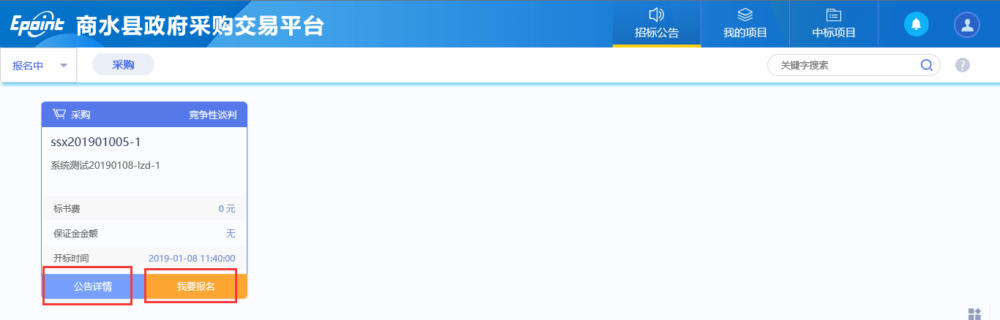 Epoint 商水县政府采购交易平台
招标公告 我的项目 中标项目
报名中 采购 关键字搜索 ?
采购 竞争性谈判
ssx201901005-1
系统测试20190108-lzd-1
标书费 0 元
保证金金额 无
开标时间 2019-01-08 11:40:00
公告详情 我要报名